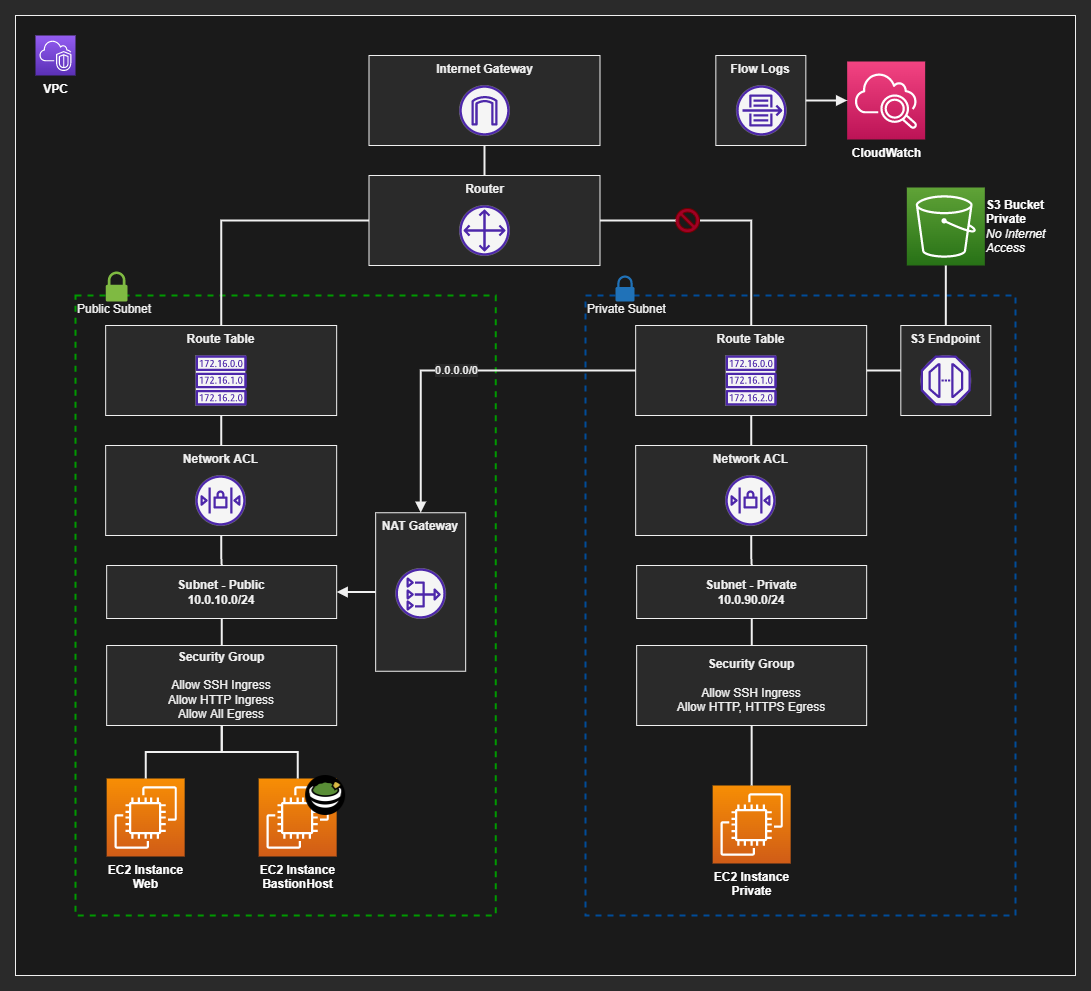 VPC
Internet Gateway
Flow Logs
CloudWatch
Router
S3 Bucket
Private
No Internet
Access
Public Subnet
Private Subnet
Route Table
172.16.0.0
172.16.1.0
172.16.2.0
0.0.0.0/0
Route Table
172.16.0.0
172.16.1.0
172.16.2.0
S3 Endpoint
Network ACL
NAT Gateway
Network ACL
Subnet - Public
10.0.10.0/24
Subnet - Private
10.0.90.0/24
Security Group
Allow SSH Ingress
Allow HTTP Ingress
Allow All Egress
Security Group
Allow SSH Ingress
Allow HTTP, HTTPS Egress
EC2 Instance
Web
EC2 Instance
BastionHost
EC2 Instance
Private